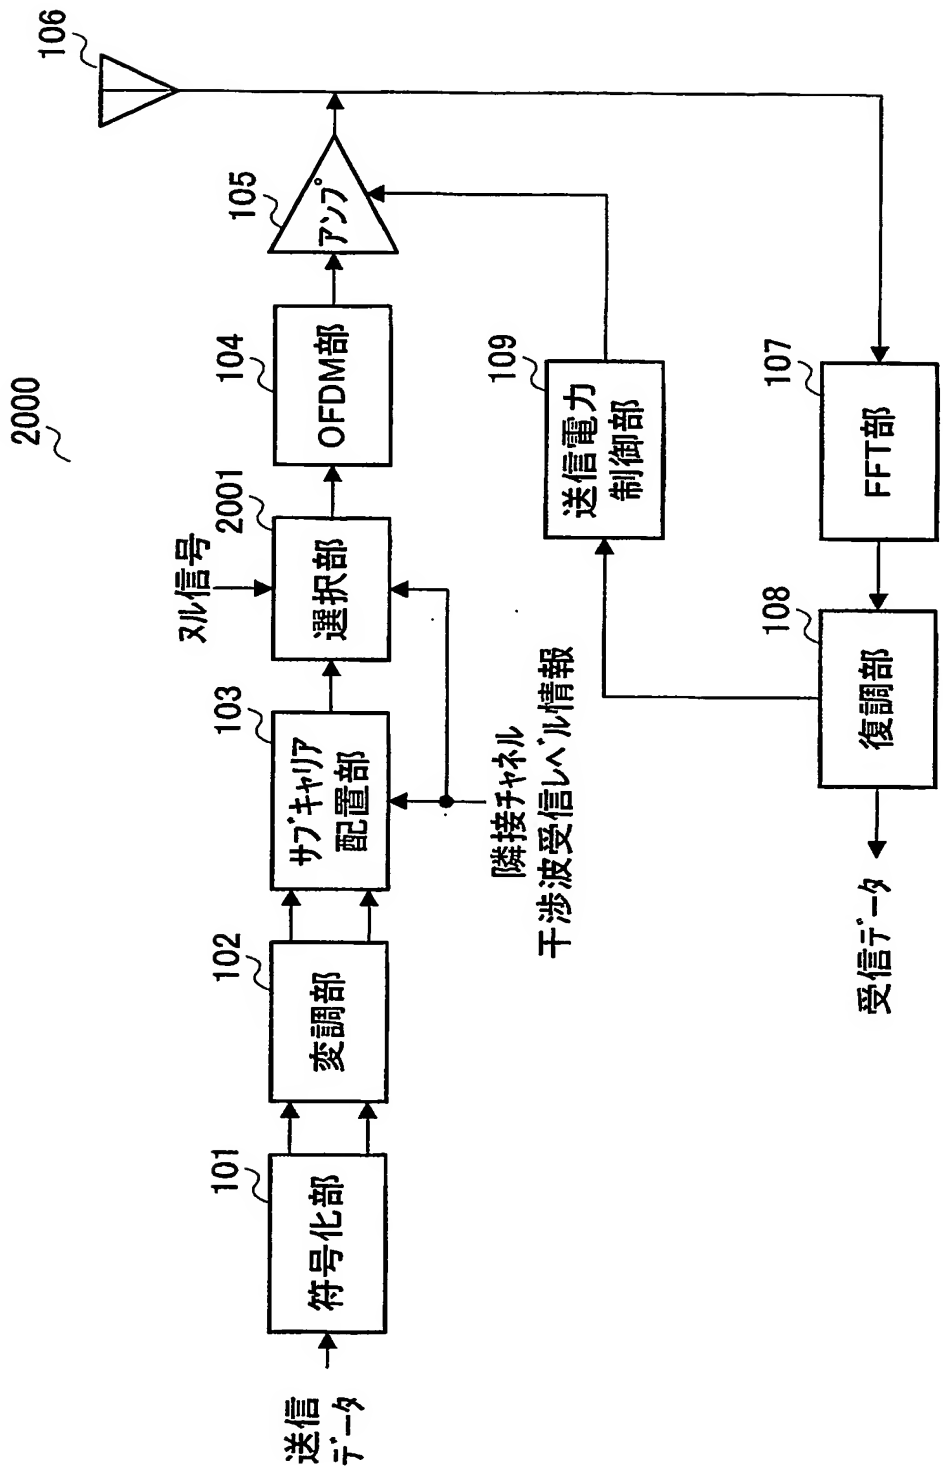 2000
106
送信
データ
101
符号化部
102
変調部
103
サブキャリア
配置部
ヌル信号
2001
選択部
104
OFDM部
105
アンプ
隣接チャネル
干渉波受信レベル情報
109
送信電力
制御部
107
FFT部
108
復調部
受信データ